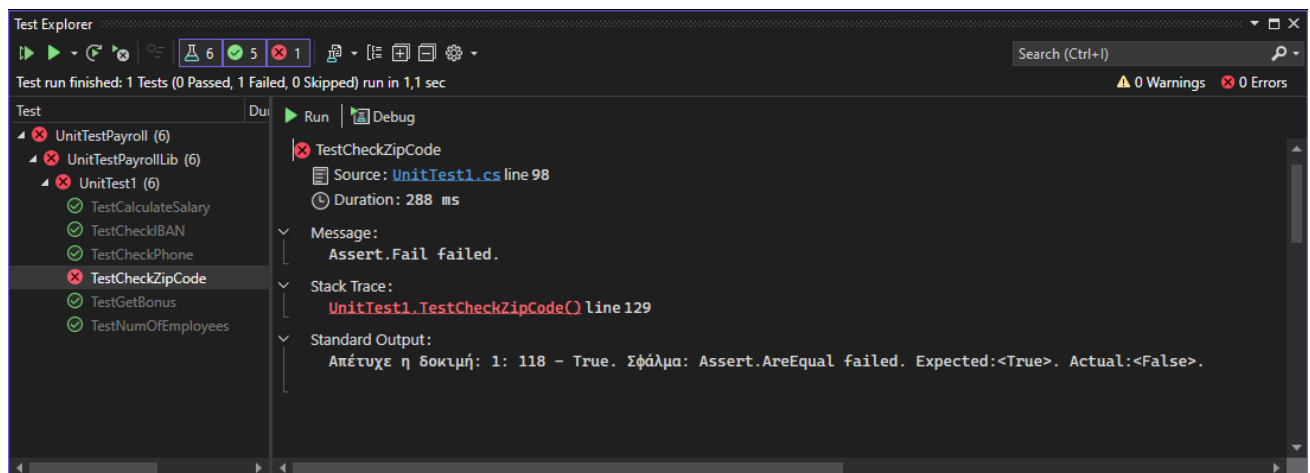 Test Explorer
6 5 1
Search (Ctrl+I)
Test run finished: 1 Tests (0 Passed, 1 Failed, 0 Skipped) run in 1,1 sec
0 Warnings 0 Errors
Test Dur
Run Debug
UnitTestPayroll (6)
UnitTestPayrollLib (6)
UnitTest1 (6)
TestCalculateSalary
TestCheckIBAN
TestCheckPhone
TestCheckZipCode
TestGetBonus
TestNumOfEmployees
TestCheckZipCode
Source: UnitTest1.cs line 98
Duration: 288 ms
Message:
Assert.Fail failed.
Stack Trace:
UnitTest1.TestCheckZipCode() line 129
Standard Output:
Απέτυχε η δοκιμή: 1: 118 – True. Σφάλμα: Assert.AreEqual failed. Expected:<True>. Actual:<False>.